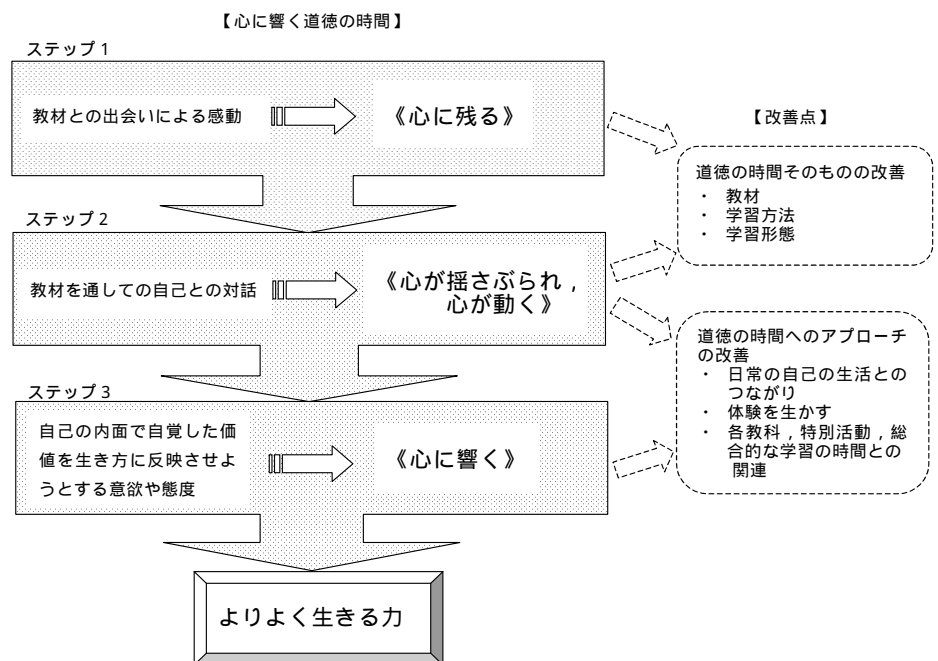 【心に響く道徳の時間】
ステップ1
教材との出会いによる感動
《心に残る》
ステップ2
教材を通しての自己との対話
《心が揺さぶられ，
心が動く》
ステップ3
自己の内面で自覚した価
値を生き方に反映させよ
うとする意欲や態度
《心に響く》
よりよく生きる力
【改善点】
道徳の時間そのものの改善
・ 教材
・ 学習方法
・ 学習形態
道徳の時間へのアプローチ
の改善
・ 日常の自己の生活との
つながり
・ 体験を生かす
・ 各教科，特別活動，総
合的な学習の時間との
関連